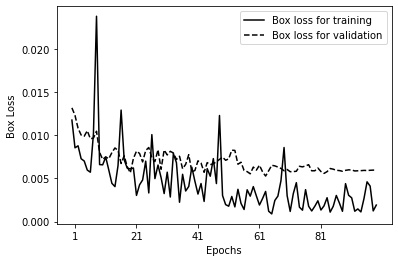 Box loss for training
Box loss for validation
0.020
0.015
0.010
0.005
0.000
Box Loss
1 21 41 61 81
Epochs